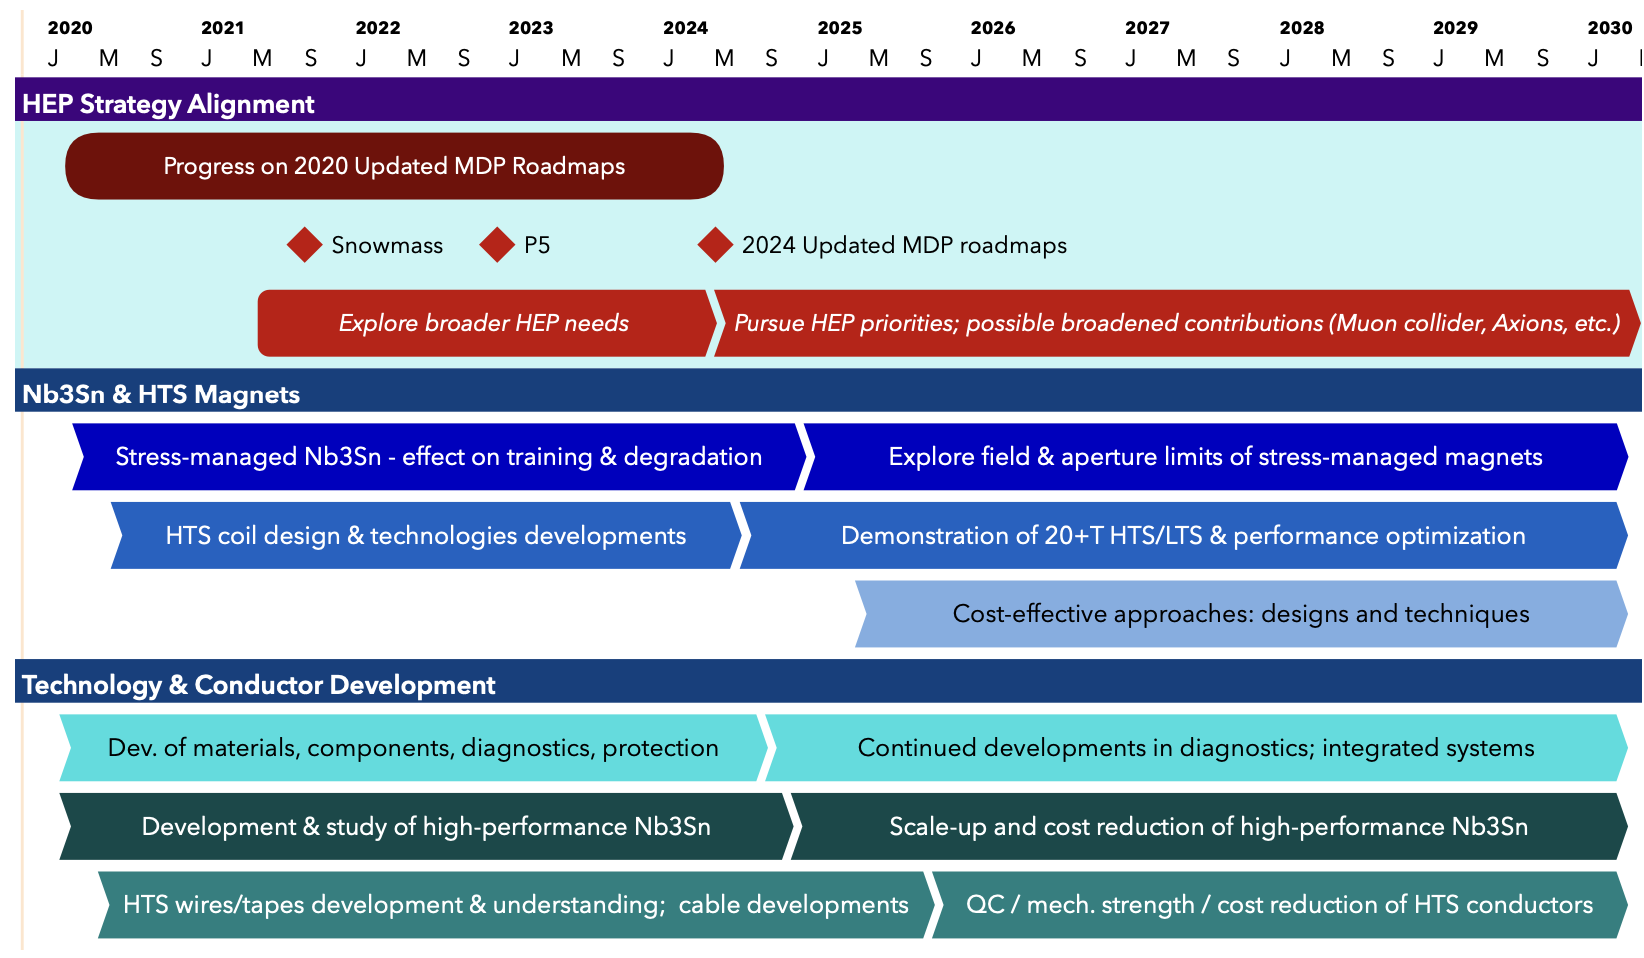 2020 2021 2022 2023 2024 2025 2026 2027 2028 2029 2030
J M S J M S J M S J M S J M S J M S J M S J M S J M S J M S J
HEP Strategy Alignment
Progress on 2020 Updated MDP Roadmaps
Snowmass P5 2024 Updated MDP roadmaps
Explore broader HEP needs Pursue HEP priorities; possible broadened contributions (Muon collider, Axions, etc.)
Nb3Sn & HTS Magnets
Stress-managed Nb3Sn - effect on training & degradation Explore field & aperture limits of stress-managed magnets
HTS coil design & technologies developments Demonstration of 20+T HTS/LTS & performance optimization
Cost-effective approaches: designs and techniques
Technology & Conductor Development
Dev. of materials, components, diagnostics, protection Continued developments in diagnostics; integrated systems
Development & study of high-performance Nb3Sn Scale-up and cost reduction of high-performance Nb3Sn
HTS wires/tapes development & understanding; cable developments QC / mech. strength / cost reduction of HTS conductors